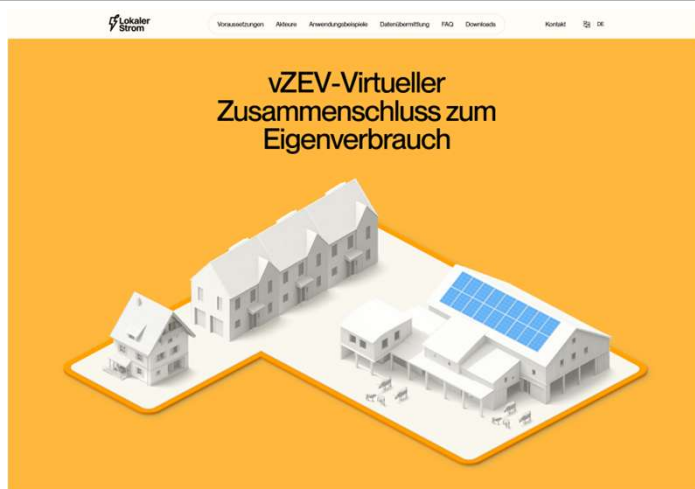 Lokaler
Strom
Voraussetzungen Akteure Anwendungsbeispiele Datenübermittlung FAQ Downloads
Kontakt DE
vZEV-Virtueller
Zusammenschluss zum
Eigenverbrauch